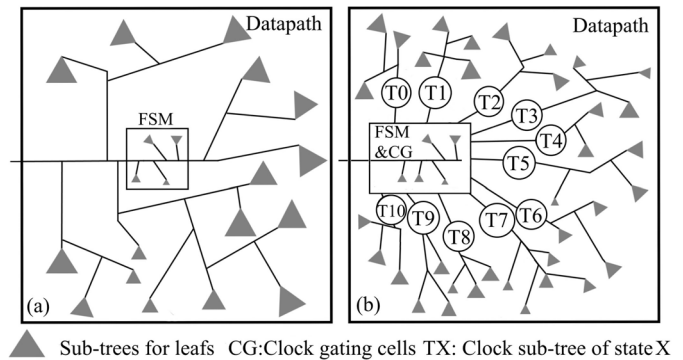 Datapath
FSM
(a)
Datapath
T0
T1
T2
T3
T4
T5
T6
T7
T8
T9
T10
FSM
&CG
(b)
Sub-trees for leafs CG:Clock gating cells TX: Clock sub-tree of state X